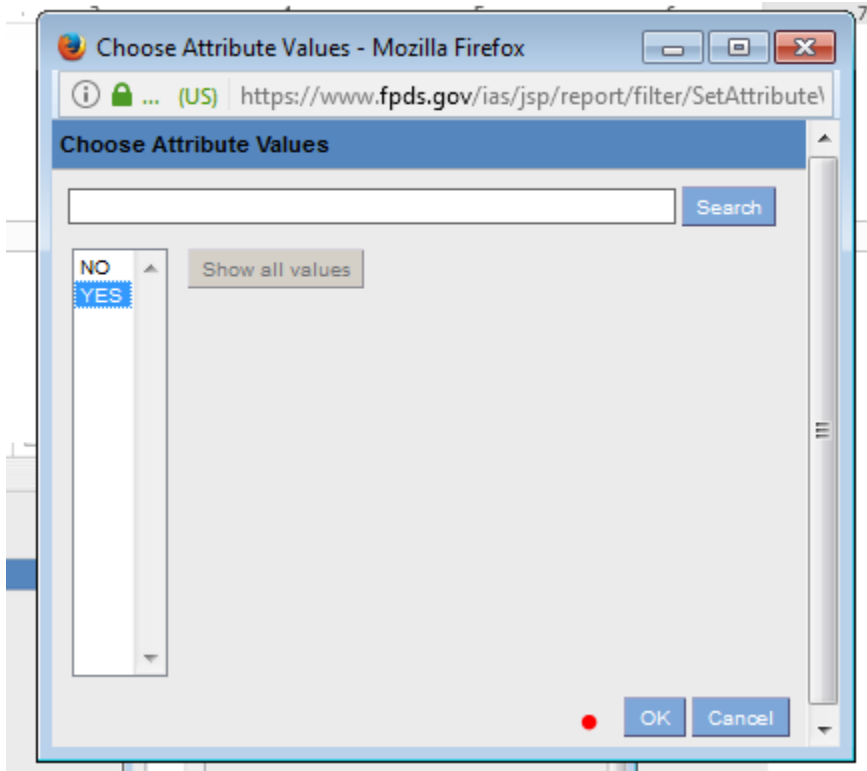 Choose Attribute Values - Mozilla Firefox
... (US) https://www.fpds.gov/ias/jsp/report/filter/SetAttributeV
Choose Attribute Values
Search
NO
Show all values
YES
OK Cancel